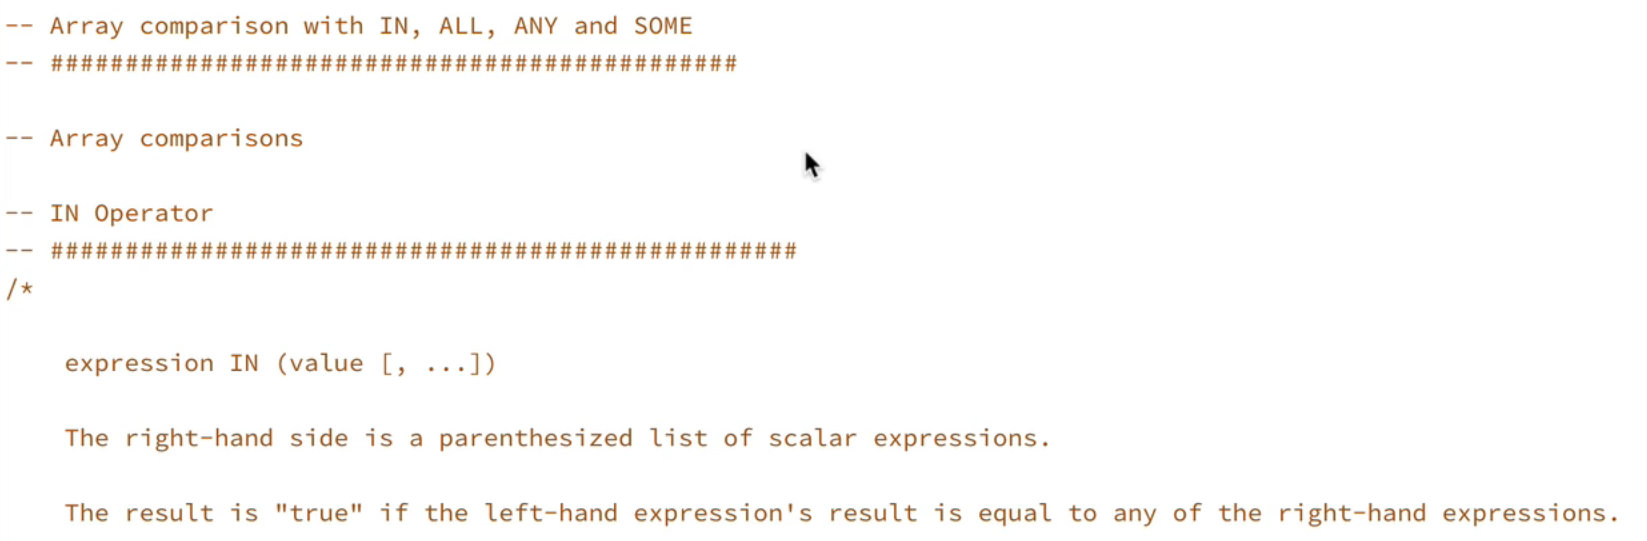 -- Array comparison with IN, ALL, ANY and SOME
-- ##############################################
-- Array comparisons
-- IN Operator
-- ##################################################
/*
expression IN (value [, ...])
The right-hand side is a parenthesized list of scalar expressions.
The result is "true" if the left-hand expression's result is equal to any of the right-hand expressions.